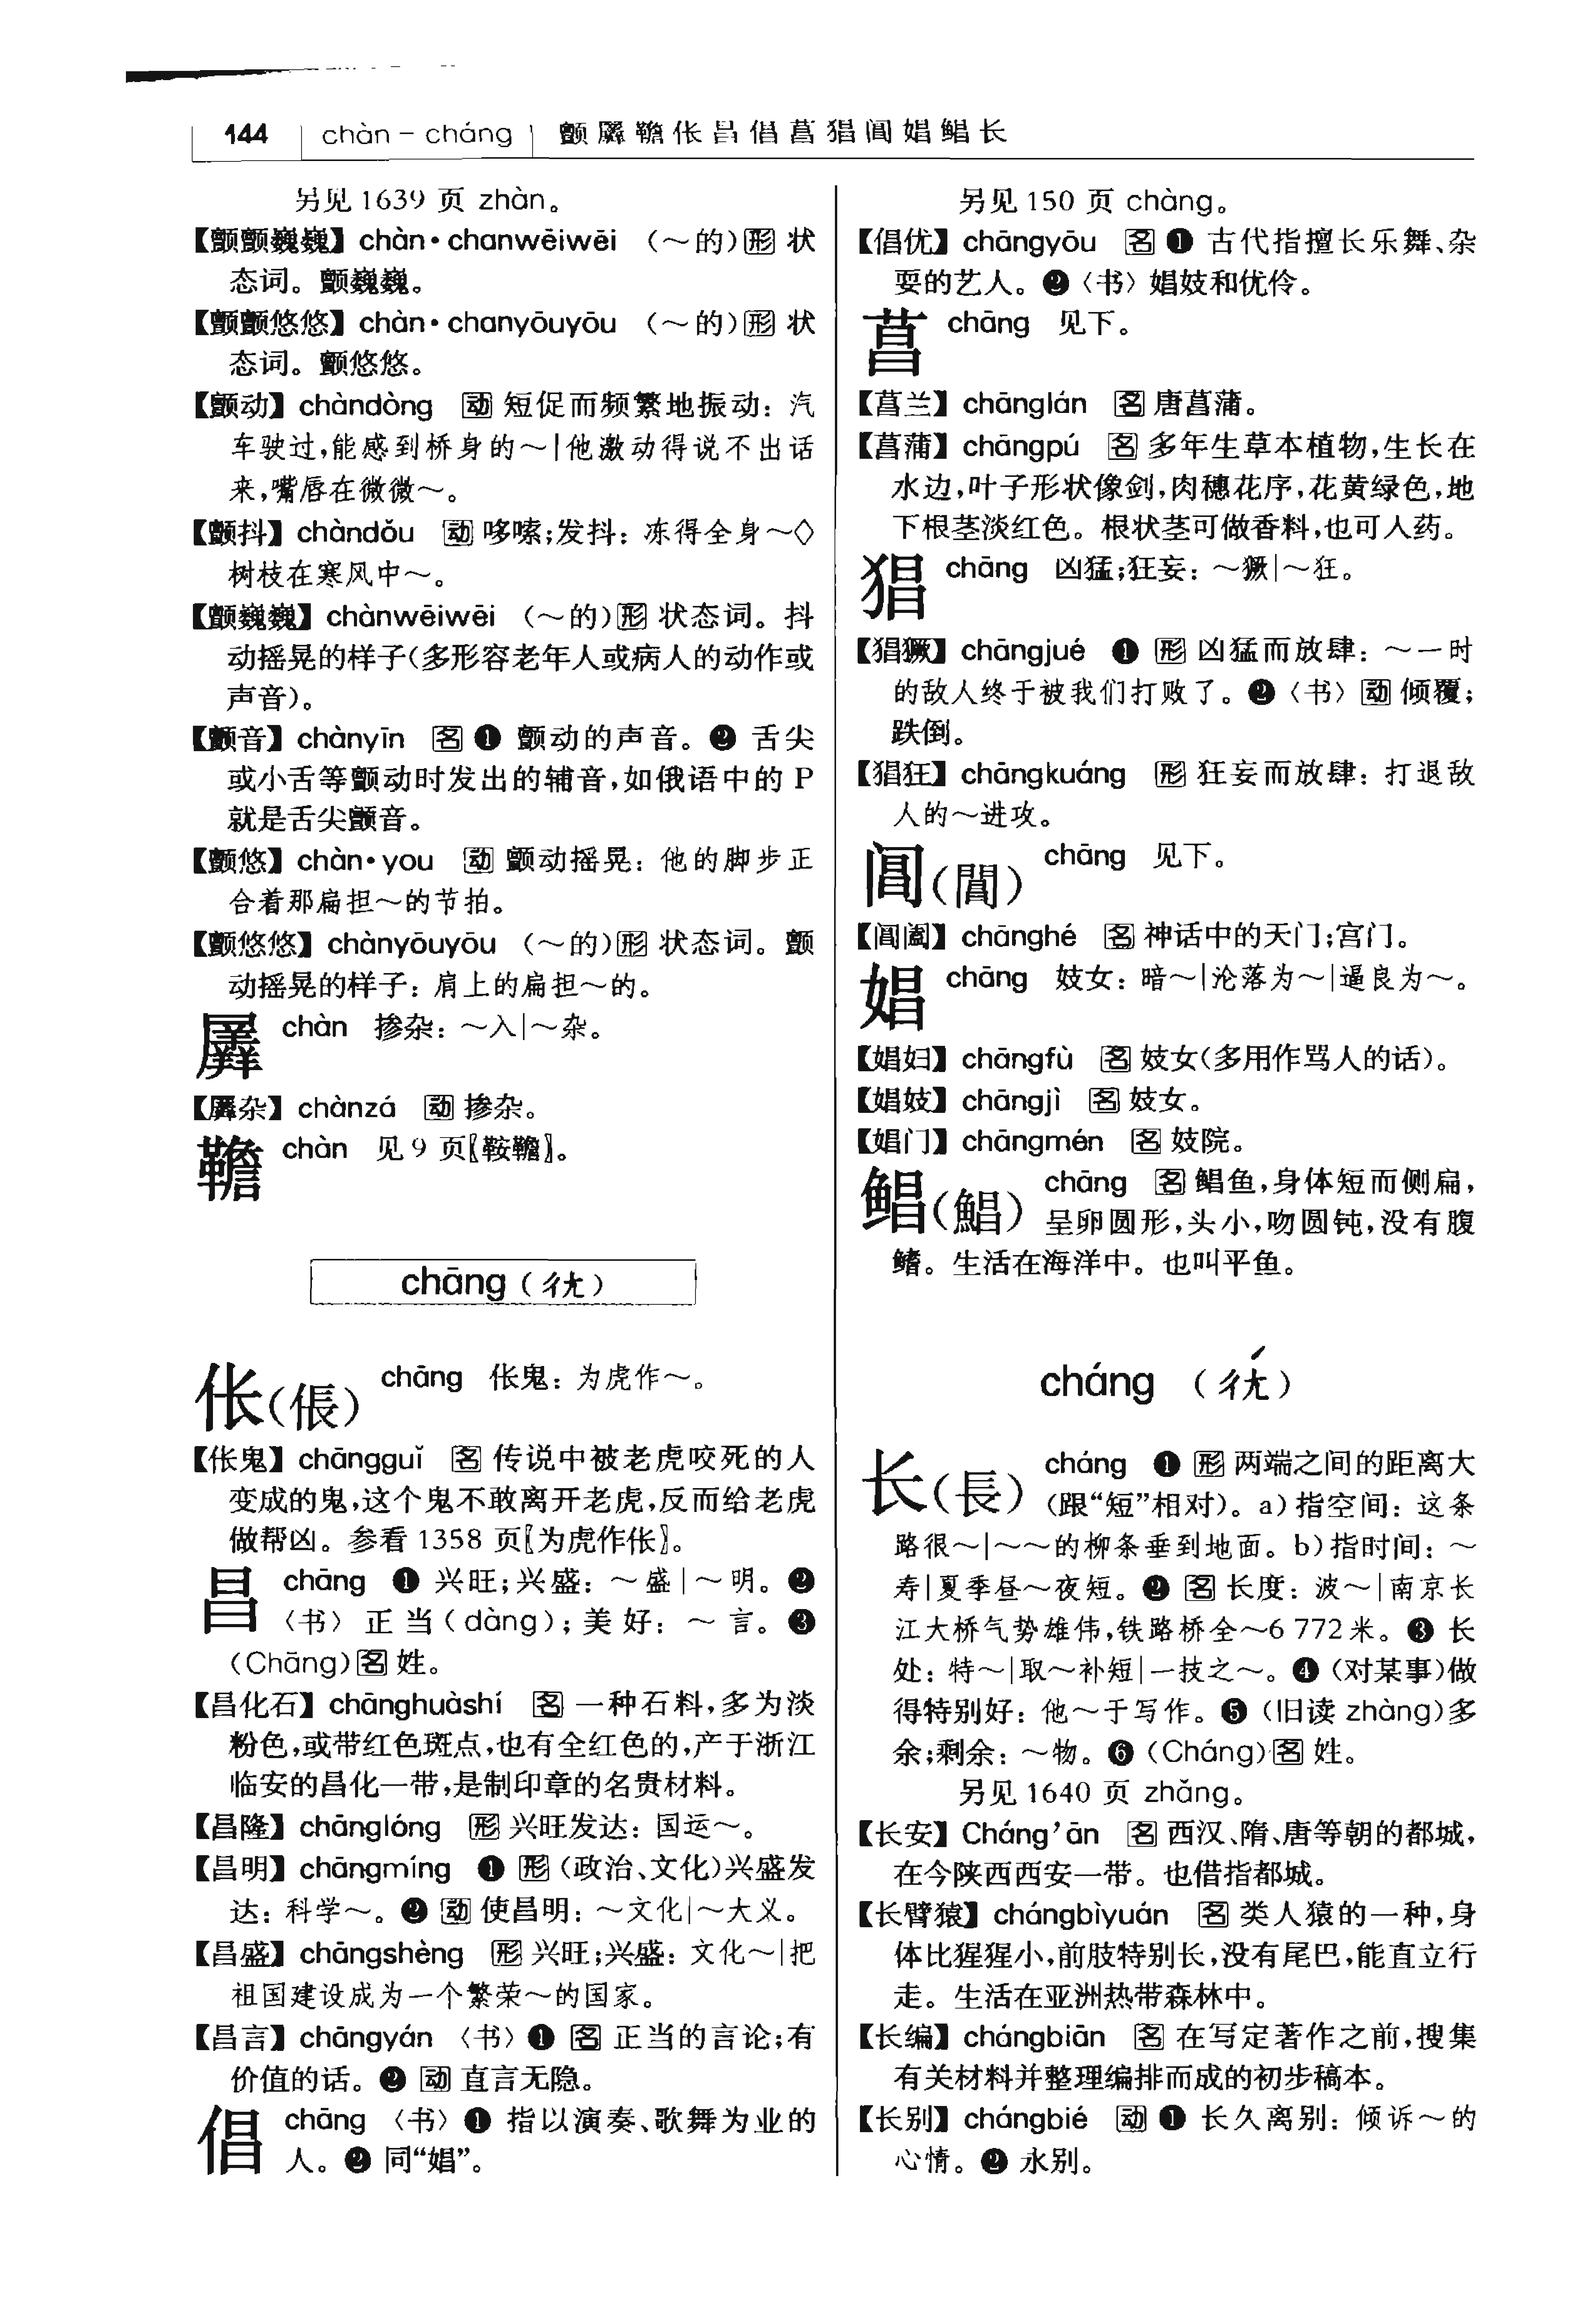 144 chàn – cháng 颤羼韂伥昌倡菖猖阊娼鲳长
另见 1639 页 zhàn。
【颤颤巍巍】chàn·chanwēiwēi （～的）形 状
态词。颤巍巍。
【颤颤悠悠】chàn·chanyōuyōu （～的）形 状
态词。颤悠悠。
【颤动】chàndòng 动 短促而频繁地振动：汽
车驶过，能感到桥身的～|他激动得说不出话
来，嘴唇在微微～。
【颤抖】chàndǒu 动 哆嗦；发抖：冻得全身～◇
树枝在寒风中～。
【颤巍巍】chànwēiwēi （～的）形 状态词。抖
动摇晃的样子（多形容老年人或病人的动作或
声音）。
【颤音】chànyīn 名 ❶ 颤动的声音。❷ 舌尖
或小舌等颤动时发出的辅音，如俄语中的 P
就是舌尖颤音。
【颤悠】chàn·you 动 颤动摇晃：他的脚步正
合着那扁担～的节拍。
【颤悠悠】chànyōuyōu （～的）形 状态词。颤
动摇晃的样子：肩上的扁担～的。
羼 chàn 掺杂：～入|～杂。
【羼杂】chànzá 动 掺杂。
韂 chàn 见 9 页〖鞍韂〗。
chāng（ㄔㄤ）
伥（倀） chāng 伥鬼：为虎作～。
【伥鬼】chāngguǐ 名 传说中被老虎咬死的人
变成的鬼，这个鬼不敢离开老虎，反而给老虎
做帮凶。参看 1358 页〖为虎作伥〗。
昌 chāng ❶ 兴旺；兴盛：～盛|～明。❷
〈书〉正当（dàng）；美好：～言。❸
（Chāng）名 姓。
【昌化石】chānghuàshí 名 一种石料，多为淡
粉色，或带红色斑点，也有全红色的，产于浙江
临安的昌化一带，是制印章的名贵材料。
【昌隆】chānglóng 形 兴旺发达：国运～。
【昌明】chāngmíng ❶ 形（政治、文化）兴盛发
达：科学～。❷ 动 使昌明：～文化|～大义。
【昌盛】chāngshèng 形 兴旺；兴盛：文化～|把
祖国建设成为一个繁荣～的国家。
【昌言】chāngyán 〈书〉❶ 名 正当的言论；有
价值的话。❷ 动 直言无隐。
倡 chāng 〈书〉❶ 指以演奏、歌舞为业的
人。❷ 同“娼”。
另见 150 页 chàng。
【倡优】chāngyōu 名 ❶ 古代指擅长乐舞、杂
耍的艺人。❷〈书〉娼妓和优伶。
菖 chāng 见下。
【菖兰】chānglán 名 唐菖蒲。
【菖蒲】chāngpú 名 多年生草本植物，生长在
水边，叶子形状像剑，肉穗花序，花黄绿色，地
下根茎淡红色。根状茎可做香料，也可入药。
猖 chāng 凶猛；狂妄：～獗|～狂。
【猖獗】chāngjué ❶ 形 凶猛而放肆：～一时
的敌人终于被我们打败了。❷〈书〉动 倾覆；
跌倒。
【猖狂】chāngkuáng 形 狂妄而放肆：打退敌
人的～进攻。
阊（閶） chāng 见下。
【阊阖】chānghé 名 神话中的天门；宫门。
娼 chāng 妓女：暗～|沦落为～|逼良为～。
【娼妇】chāngfù 名 妓女（多用作骂人的话）。
【娼妓】chāngjì 名 妓女。
【娼门】chāngmén 名 妓院。
鲳（鯧） chāng 名 鲳鱼，身体短而侧扁，
呈卵圆形，头小，吻圆钝，没有腹
鳍。生活在海洋中。也叫平鱼。
cháng （ㄔㄤˊ）
长（長） cháng ❶ 形 两端之间的距离大
（跟“短”相对）。a）指空间：这条
路很～|～～的柳条垂到地面。b）指时间：～
寿|夏季昼～夜短。❷ 名 长度：波～|南京长
江大桥气势雄伟，铁路桥全～6 772 米。❸ 长
处：特～|取～补短|一技之～。❹（对某事）做
得特别好：他～于写作。❺（旧读 zhàng）多
余；剩余：～物。❻（Cháng）名 姓。
另见 1640 页 zhǎng。
【长安】Cháng’ān 名 西汉、隋、唐等朝的都城，
在今陕西西安一带。也借指都城。
【长臂猿】chángbìyuán 名 类人猿的一种，身
体比猩猩小，前肢特别长，没有尾巴，能直立行
走。生活在亚洲热带森林中。
【长编】chángbiān 名 在写定著作之前，搜集
有关材料并整理编排而成的初步稿本。
【长别】chángbié 动 ❶ 长久离别：倾诉～的
心情。❷ 永别。